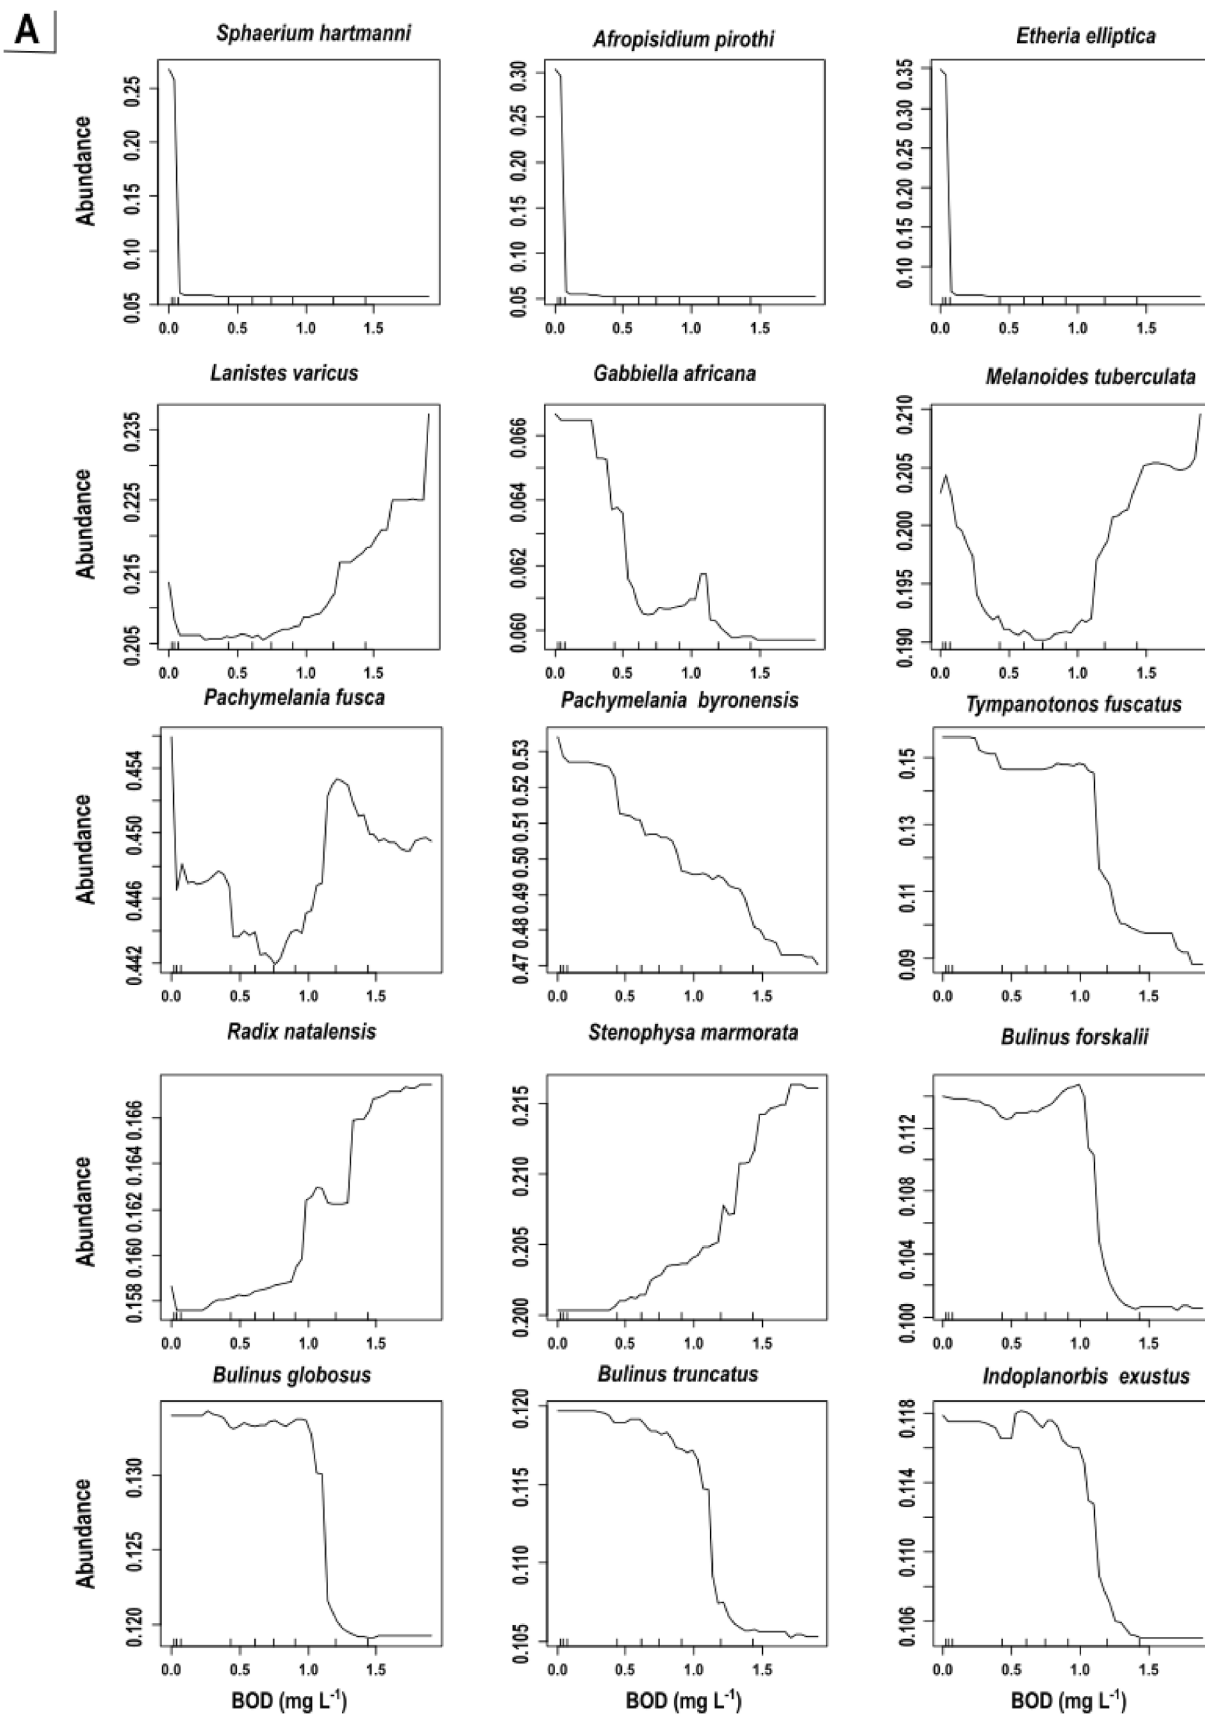 A
Sphaerium hartmanni
Afropisidium pirothi
Etheria elliptica
Abundance
0.05 0.10 0.15 0.20 0.25
0.05 0.10 0.15 0.20 0.25 0.30
0.10 0.15 0.20 0.25 0.30 0.35
0.0 0.5 1.0 1.5
0.0 0.5 1.0 1.5
0.0 0.5 1.0 1.5
Lanistes varicus
Gabbiella africana
Melanoides tuberculata
Abundance
0.205 0.215 0.225 0.235
0.060 0.062 0.064 0.066
0.190 0.195 0.200 0.205 0.210
0.0 0.5 1.0 1.5
0.0 0.5 1.0 1.5
0.0 0.5 1.0 1.5
Pachymelania fusca
Pachymelania byronensis
Tympanotonos fuscatus
Abundance
0.442 0.446 0.450 0.454
0.47 0.48 0.49 0.50 0.51 0.52 0.53
0.09 0.11 0.13 0.15
0.0 0.5 1.0 1.5
0.0 0.5 1.0 1.5
0.0 0.5 1.0 1.5
Radix natalensis
Stenophysa marmorata
Bulinus forskalii
Abundance
0.158 0.160 0.162 0.164 0.166
0.200 0.205 0.210 0.215
0.100 0.104 0.108 0.112
0.0 0.5 1.0 1.5
0.0 0.5 1.0 1.5
0.0 0.5 1.0 1.5
Bulinus globosus
Bulinus truncatus
Indoplanorbis exustus
Abundance
0.120 0.125 0.130
0.105 0.110 0.115 0.120
0.106 0.110 0.114 0.118
0.0 0.5 1.0 1.5
0.0 0.5 1.0 1.5
0.0 0.5 1.0 1.5
BOD (mg L⁻¹)
BOD (mg L⁻¹)
BOD (mg L⁻¹)